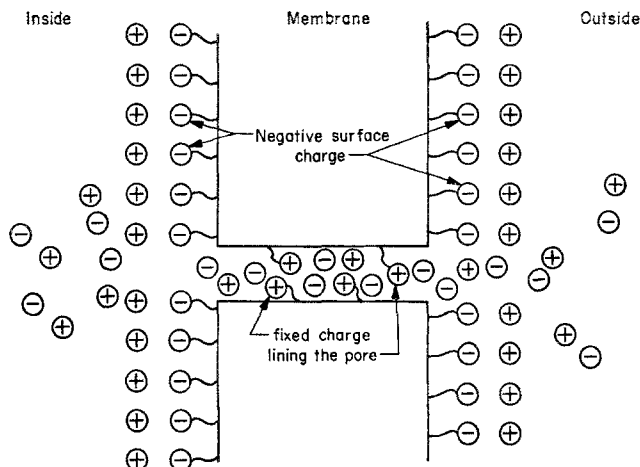 Inside
Membrane
Outside
Negative surface
charge
fixed charge
lining the pore